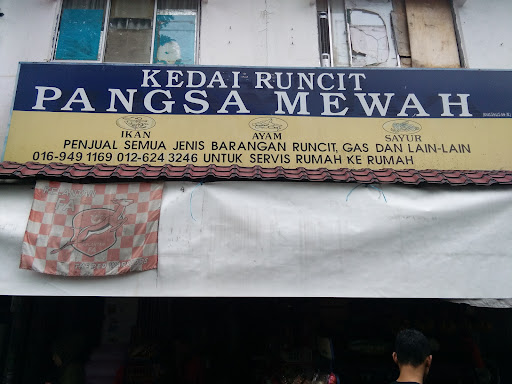 KEDAI RUNCIT
PANGSA MEWAH
IKAN AYAM SAYUR
PENJUAL SEMUA JENIS BARANGAN RUNCIT, GAS DAN LAIN-LAIN
016-949 1169 012-624 3246 UNTUK SERVIS RUMAH KE RUMAH